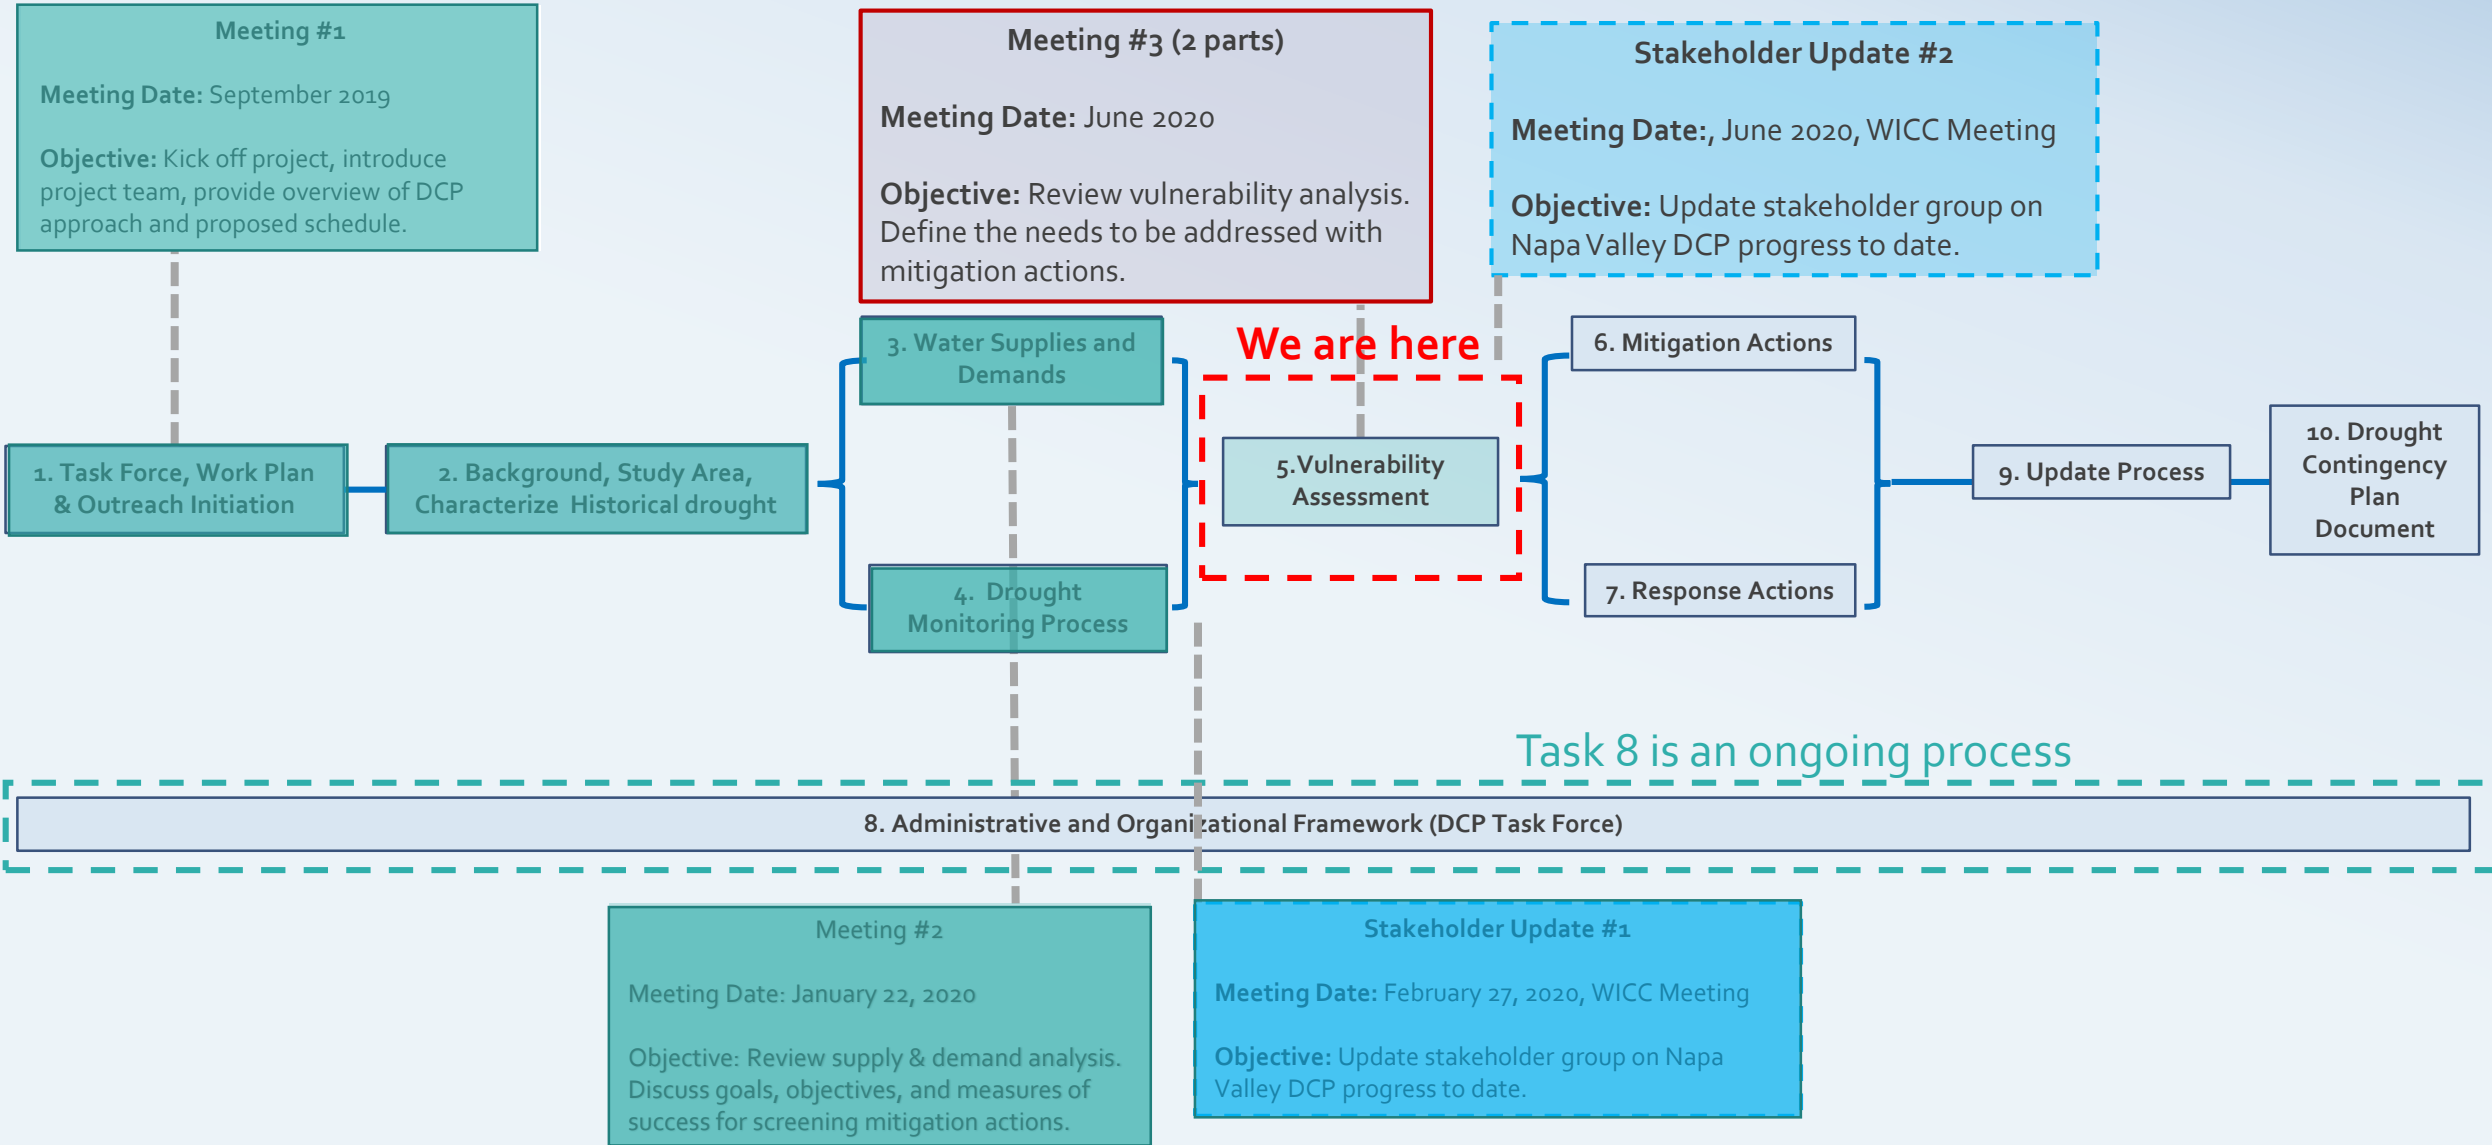 Meeting #1
Meeting Date: September 2019
Objective: Kick off project, introduce
project team, provide overview of DCP
approach and proposed schedule.
Meeting #3 (2 parts)
Meeting Date: June 2020
Objective: Review vulnerability analysis.
Define the needs to be addressed with
mitigation actions.
Stakeholder Update #2
Meeting Date:, June 2020, WICC Meeting
Objective: Update stakeholder group on
Napa Valley DCP progress to date.
We are here
1. Task Force, Work Plan
& Outreach Initiation
2. Background, Study Area,
Characterize Historical drought
3. Water Supplies and
Demands
4. Drought
Monitoring Process
5.Vulnerability
Assessment
6. Mitigation Actions
7. Response Actions
9. Update Process
10. Drought
Contingency
Plan
Document
Task 8 is an ongoing process
8. Administrative and Organizational Framework (DCP Task Force)
Meeting #2
Meeting Date: January 22, 2020
Objective: Review supply & demand analysis.
Discuss goals, objectives, and measures of
success for screening mitigation actions.
Stakeholder Update #1
Meeting Date: February 27, 2020, WICC Meeting
Objective: Update stakeholder group on Napa
Valley DCP progress to date.